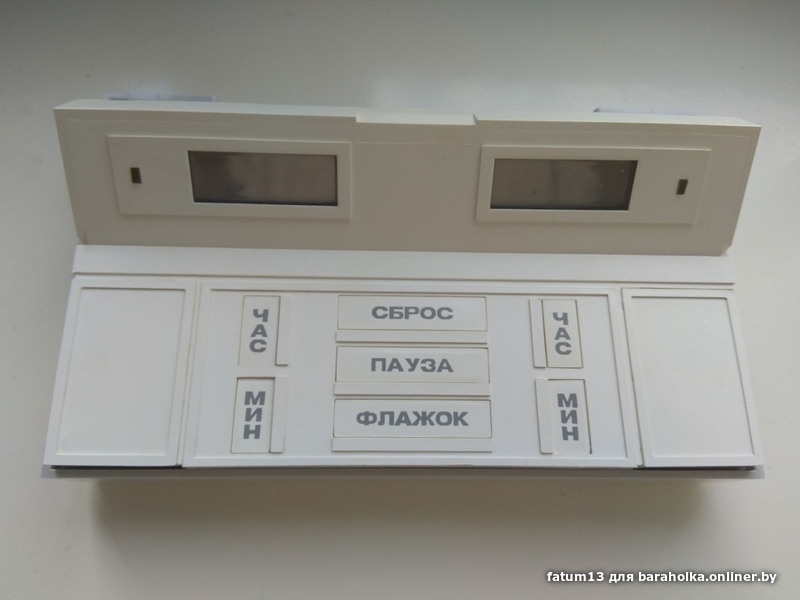 СБРОС
ЧАС
ЧАС
ПАУЗА
МИН
ФЛАЖОК
МИН
fatum13 для baraholka.onliner.by